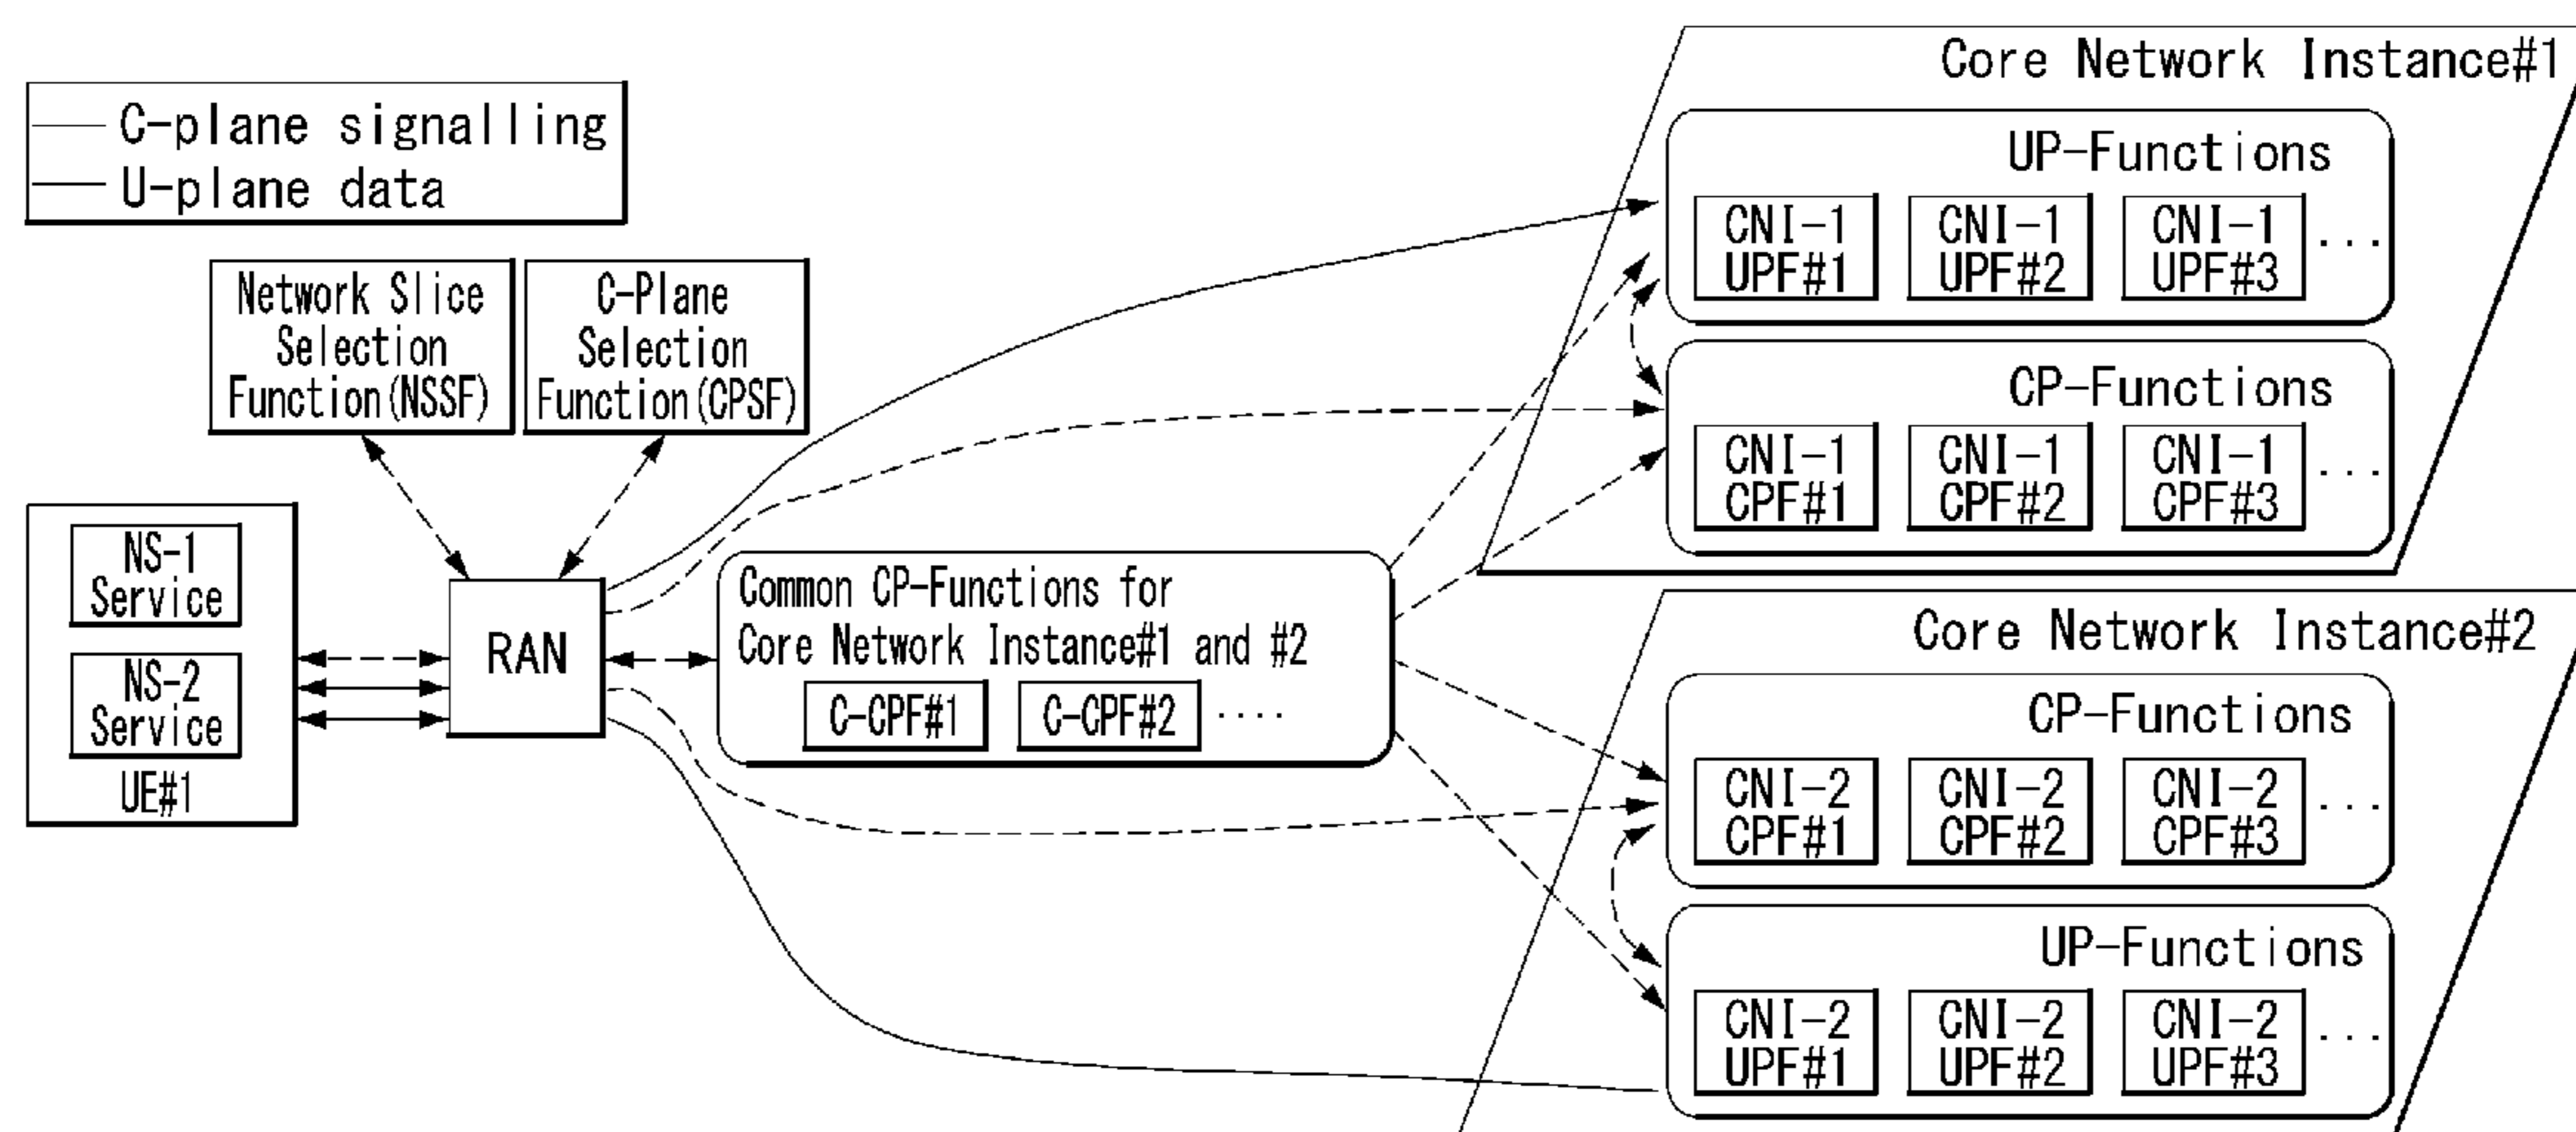 C-plane signalling
U-plane data
Network Slice
Selection
Function(NSSF)
C-Plane
Selection
Function(CPSF)
NS-1
Service
NS-2
Service
UE#1
RAN
Common CP-Functions for
Core Network Instance#1 and #2
C-CPF#1
C-CPF#2
....
Core Network Instance#1
UP-Functions
CNI-1
UPF#1
CNI-1
UPF#2
CNI-1
UPF#3
...
CP-Functions
CNI-1
CPF#1
CNI-1
CPF#2
CNI-1
CPF#3
...
Core Network Instance#2
CP-Functions
CNI-2
CPF#1
CNI-2
CPF#2
CNI-2
CPF#3
...
UP-Functions
CNI-2
UPF#1
CNI-2
UPF#2
CNI-2
UPF#3
...